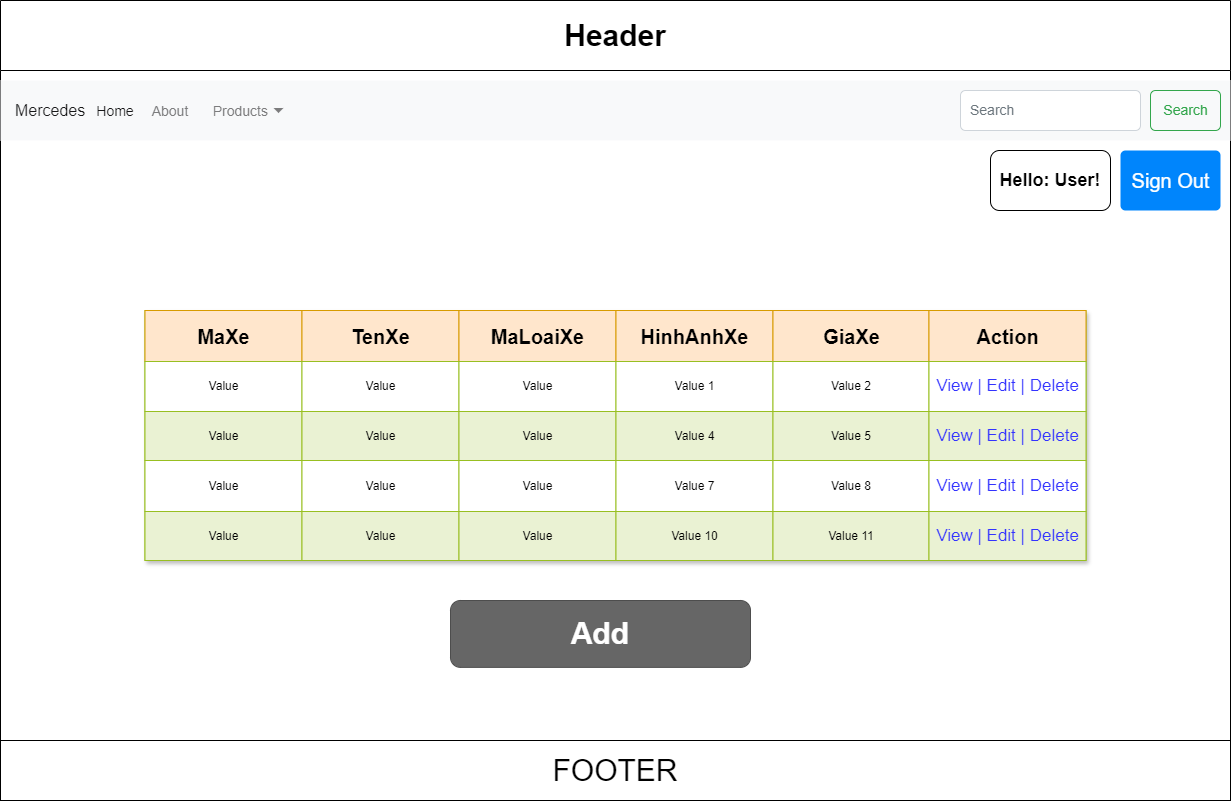 Header
Mercedes Home About Products Search Search
Hello: User! Sign Out
MaXe TenXe MaLoaiXe HinhAnhXe GiaXe Action
Value Value Value Value 1 Value 2 View | Edit | Delete
Value Value Value Value 4 Value 5 View | Edit | Delete
Value Value Value Value 7 Value 8 View | Edit | Delete
Value Value Value Value 10 Value 11 View | Edit | Delete
Add
FOOTER